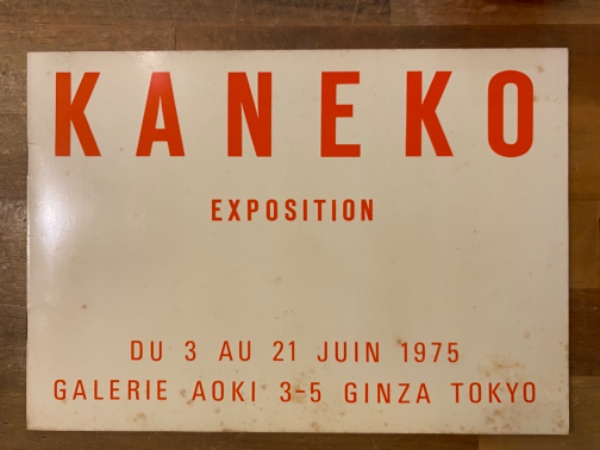 KANEKO
EXPOSITION
DU 3 AU 21 JUIN 1975
GALERIE AOKI 3-5 GINZA TOKYO